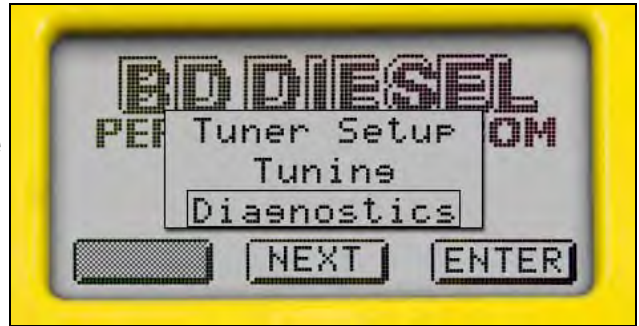 BD DIESEL
PER OM
Tuner Setup
Tuning
Diagnostics
NEXT ENTER